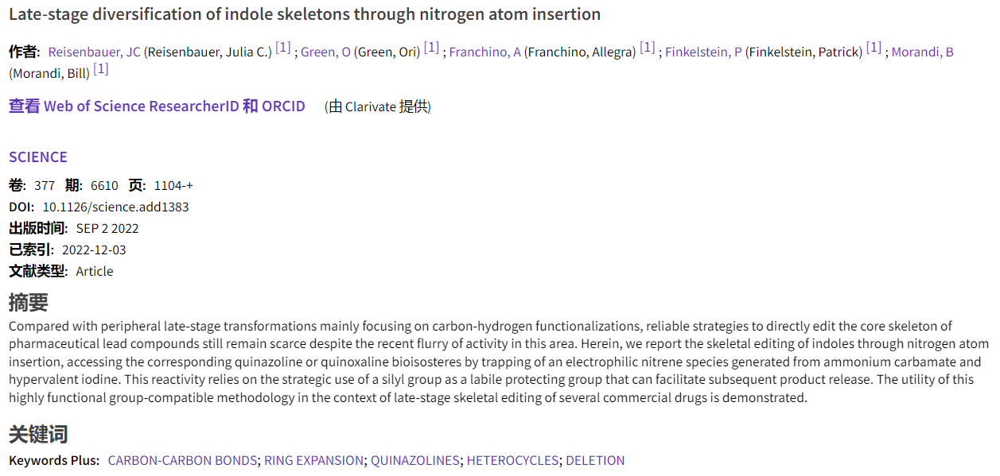 Late-stage diversification of indole skeletons through nitrogen atom insertion
作者: Reisenbauer, JC (Reisenbauer, Julia C.) [1] ; Green, O (Green, Ori) [1] ; Franchino, A (Franchino, Allegra) [1] ; Finkelstein, P (Finkelstein, Patrick) [1] ; Morandi, B
(Morandi, Bill) [1]
查看 Web of Science ResearcherID 和 ORCID (由 Clarivate 提供)
SCIENCE
卷: 377 期: 6610 页: 1104-+
DOI: 10.1126/science.add1383
出版时间: SEP 2 2022
已索引: 2022-12-03
文献类型: Article
摘要
Compared with peripheral late-stage transformations mainly focusing on carbon-hydrogen functionalizations, reliable strategies to directly edit the core skeleton of
pharmaceutical lead compounds still remain scarce despite the recent flurry of activity in this area. Herein, we report the skeletal editing of indoles through nitrogen atom
insertion, accessing the corresponding quinazoline or quinoxaline bioisosteres by trapping of an electrophilic nitrene species generated from ammonium carbamate and
hypervalent iodine. This reactivity relies on the strategic use of a silyl group as a labile protecting group that can facilitate subsequent product release. The utility of this
highly functional group-compatible methodology in the context of late-stage skeletal editing of several commercial drugs is demonstrated.
关键词
Keywords Plus: CARBON-CARBON BONDS; RING EXPANSION; QUINAZOLINES; HETEROCYCLES; DELETION